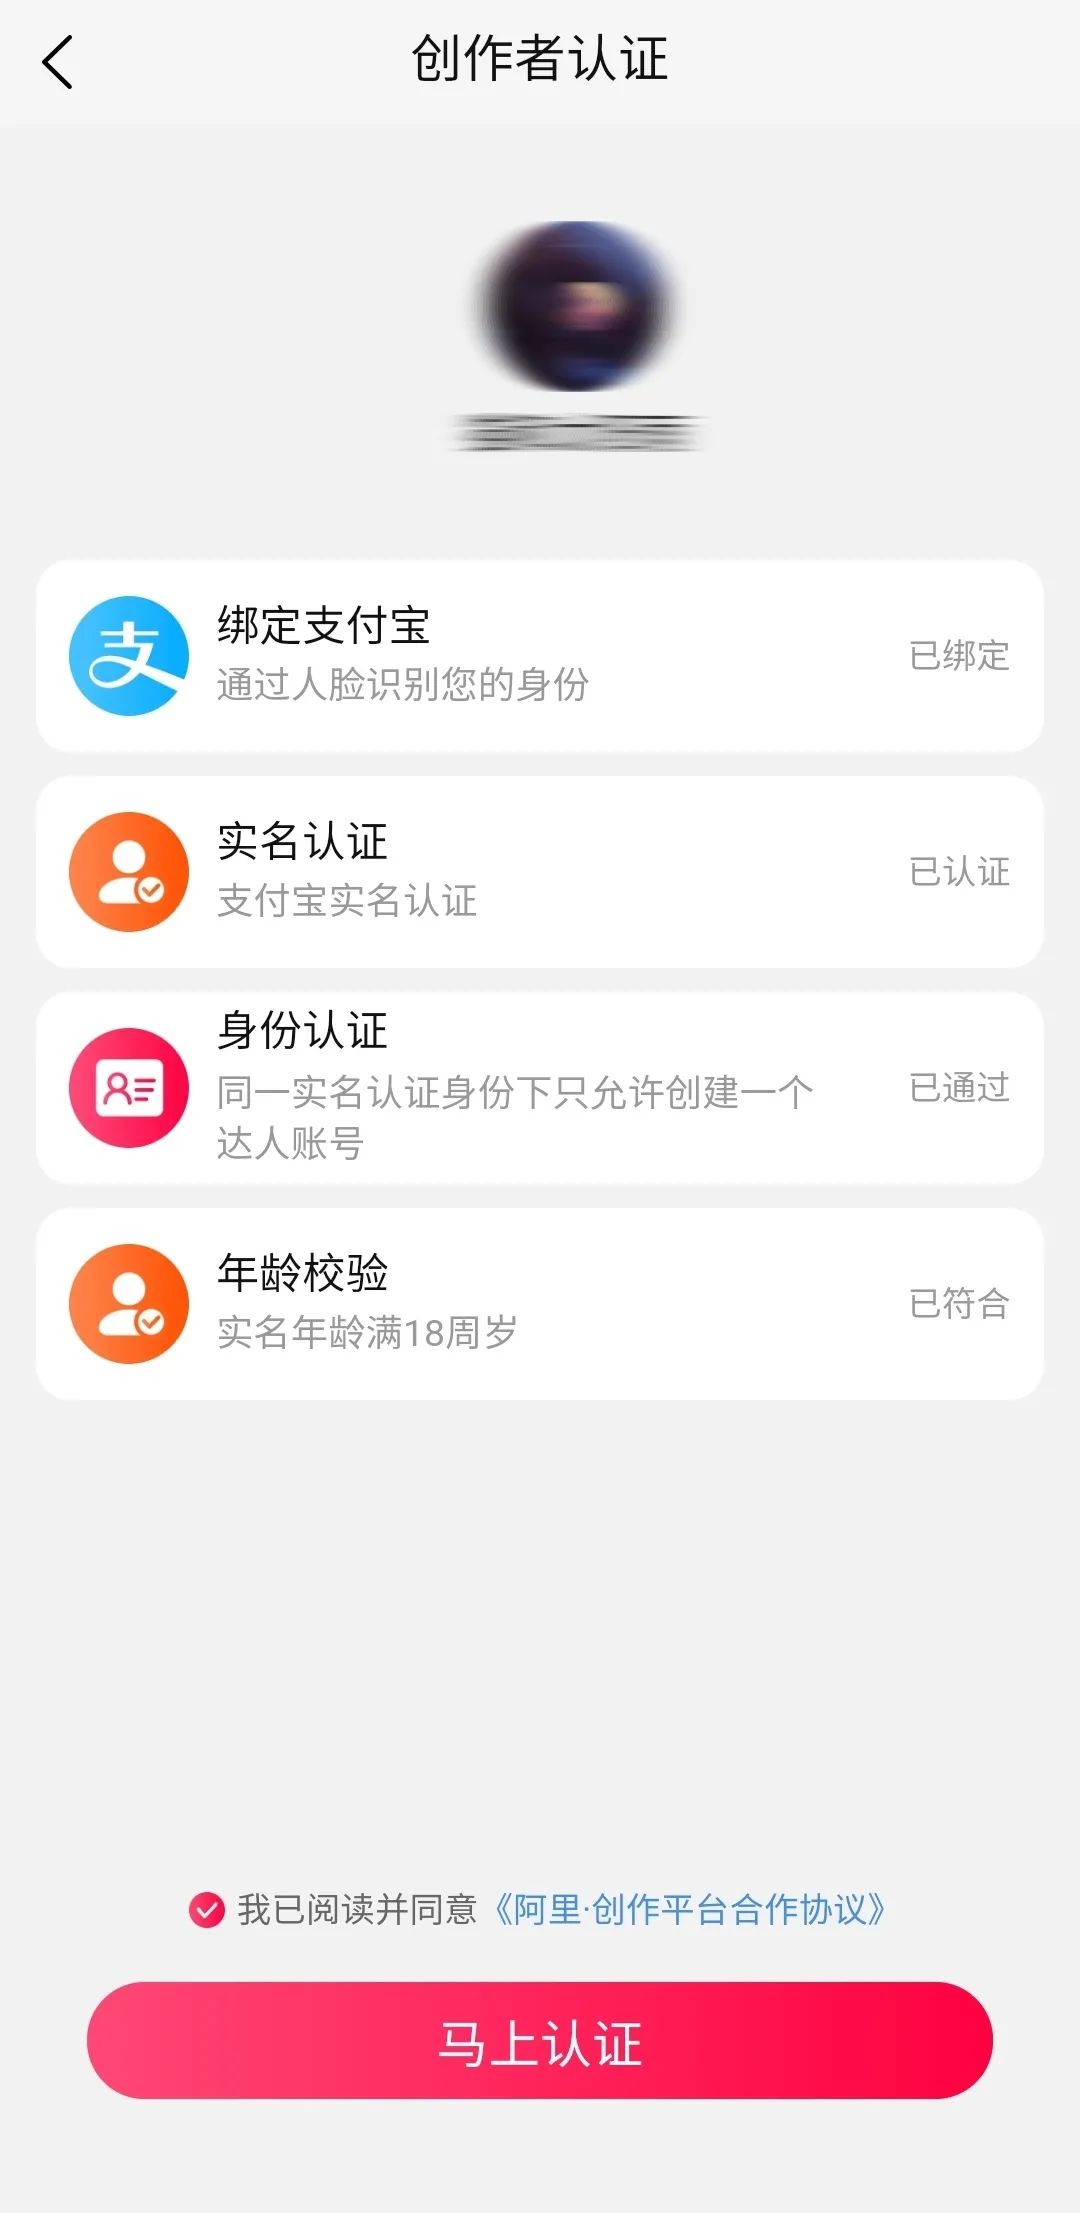 创作者认证
绑定支付宝
通过人脸识别您的身份
已绑定
实名认证
支付宝实名认证
已认证
身份认证
同一实名认证身份下只允许创建一个
达人账号
已通过
年龄校验
实名年龄满18周岁
已符合
我已阅读并同意《阿里·创作平台合作协议》
马上认证